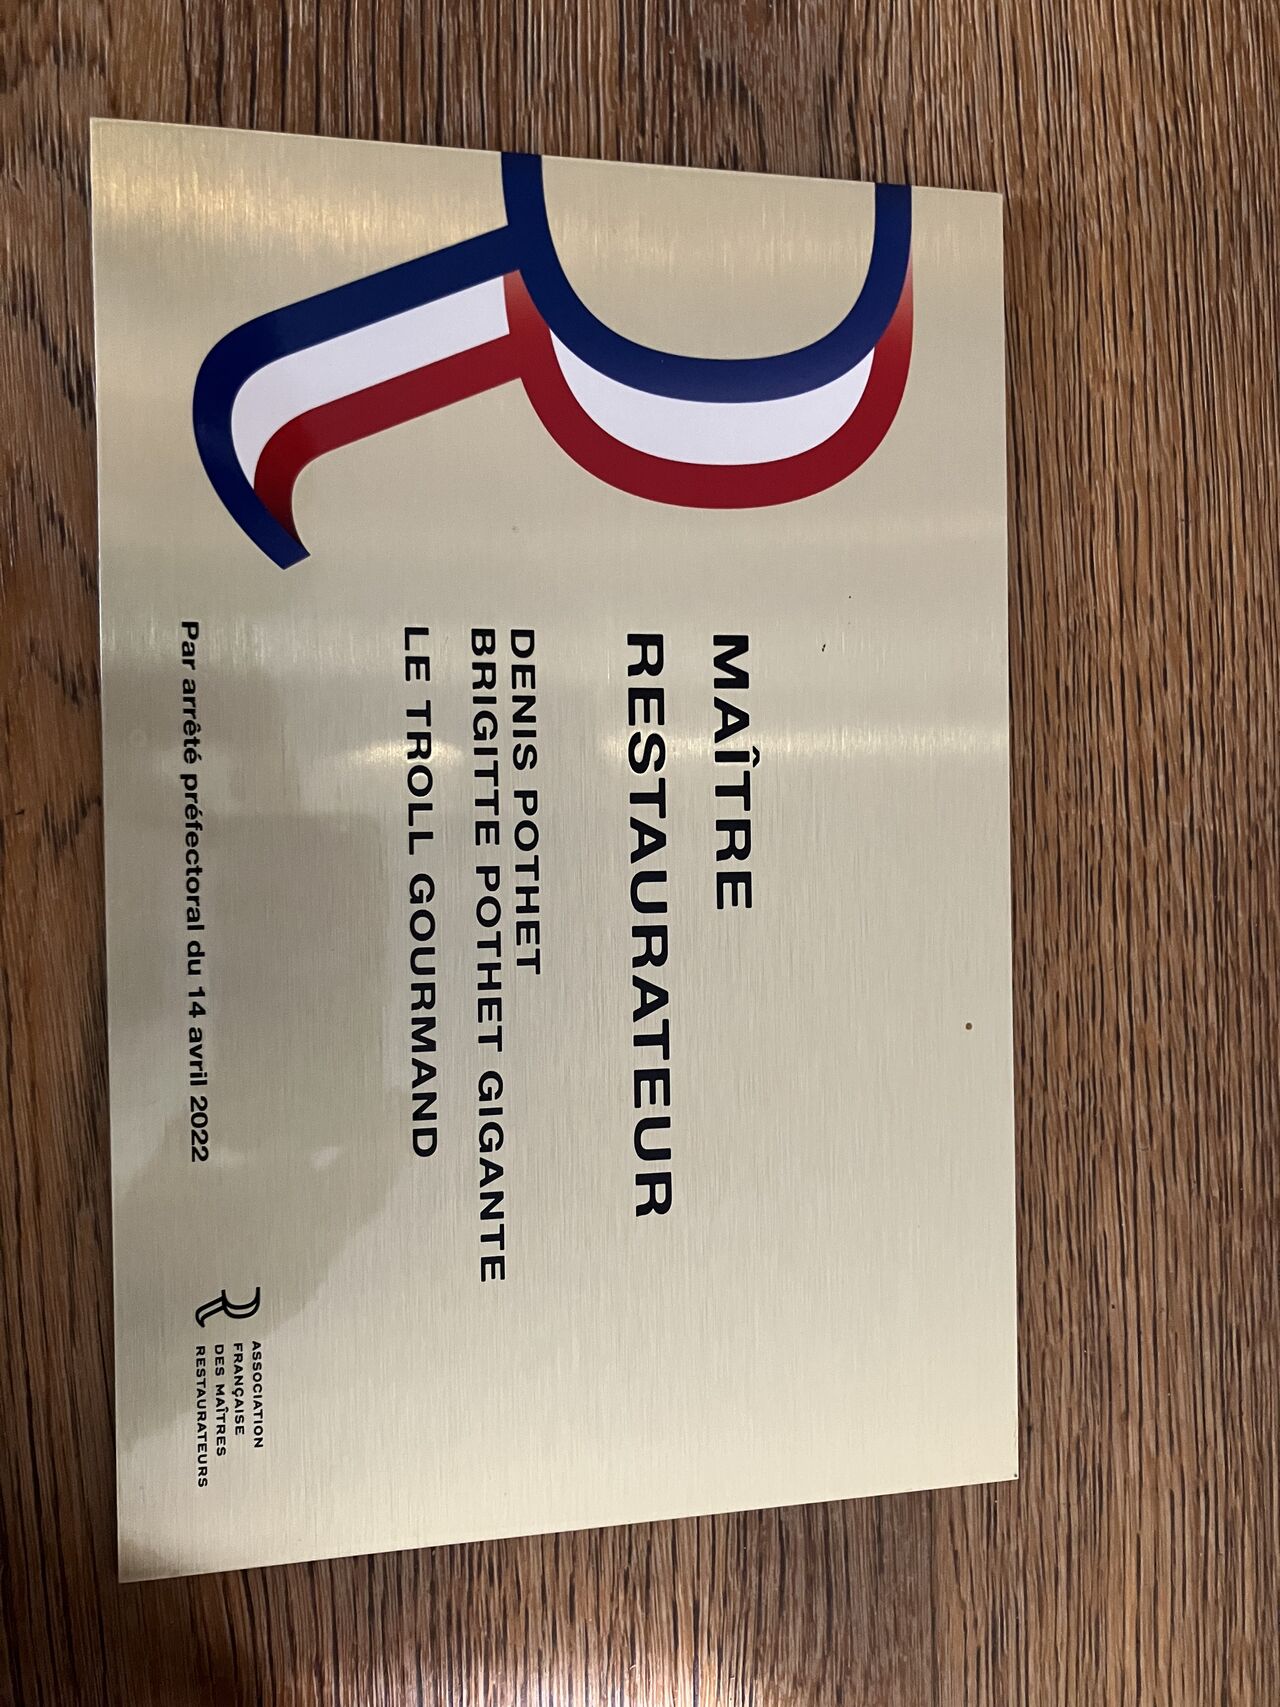 MAÎTRE
RESTAURATEUR
DENIS POTHET
BRIGITTE POTHET GIGANTE
LE TROLL GOURMAND
Par arrêté préfectoral du 14 avril 2022
ASSOCIATION
FRANÇAISE
DES MAÎTRES
RESTAURATEURS